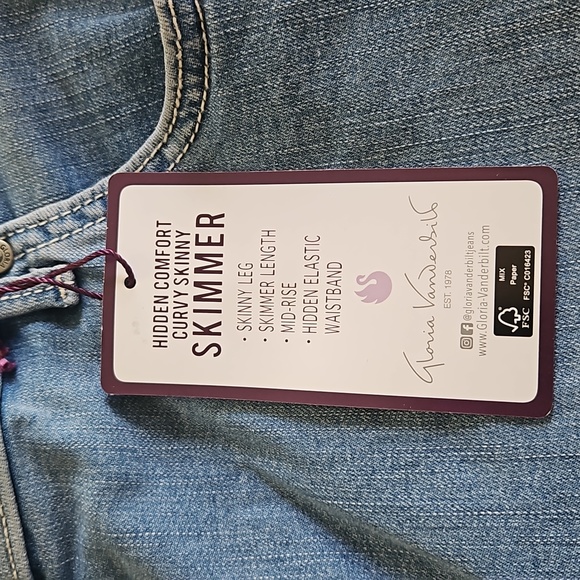 HIDDEN COMFORT
CURVY SKINNY
SKIMMER
• SKINNY LEG
• SKIMMER LENGTH
• MID-RISE
• HIDDEN ELASTIC
WAISTBAND
Gloria Vanderbilt
EST. 1978
@gloriavanderbiltjeans
www.Gloria-Vanderbilt.com
FSC
MIX
Paper
FSC® C016423